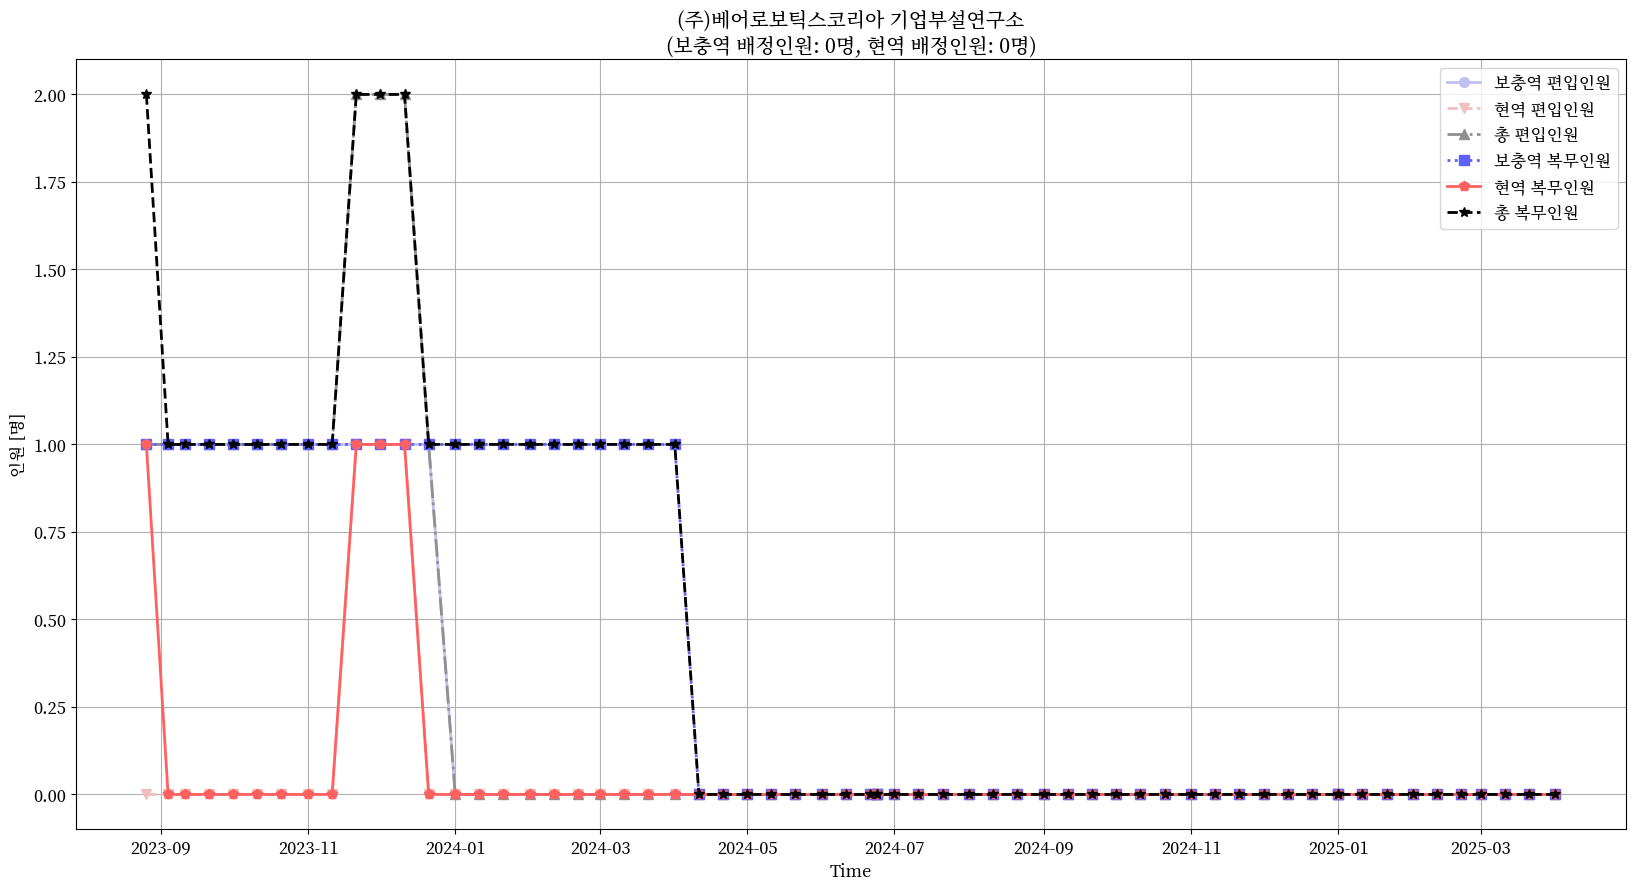 (주)베어로보틱스코리아 기업부설연구소
(보충역 배정인원: 0명, 현역 배정인원: 0명)
보충역 편입인원
현역 편입인원
총 편입인원
보충역 복무인원
현역 복무인원
총 복무인원
2.00
1.75
1.50
1.25
1.00
0.75
0.50
0.25
0.00
인원 [명]
2023-09 2023-11 2024-01 2024-03 2024-05 2024-07 2024-09 2024-11 2025-01 2025-03
Time